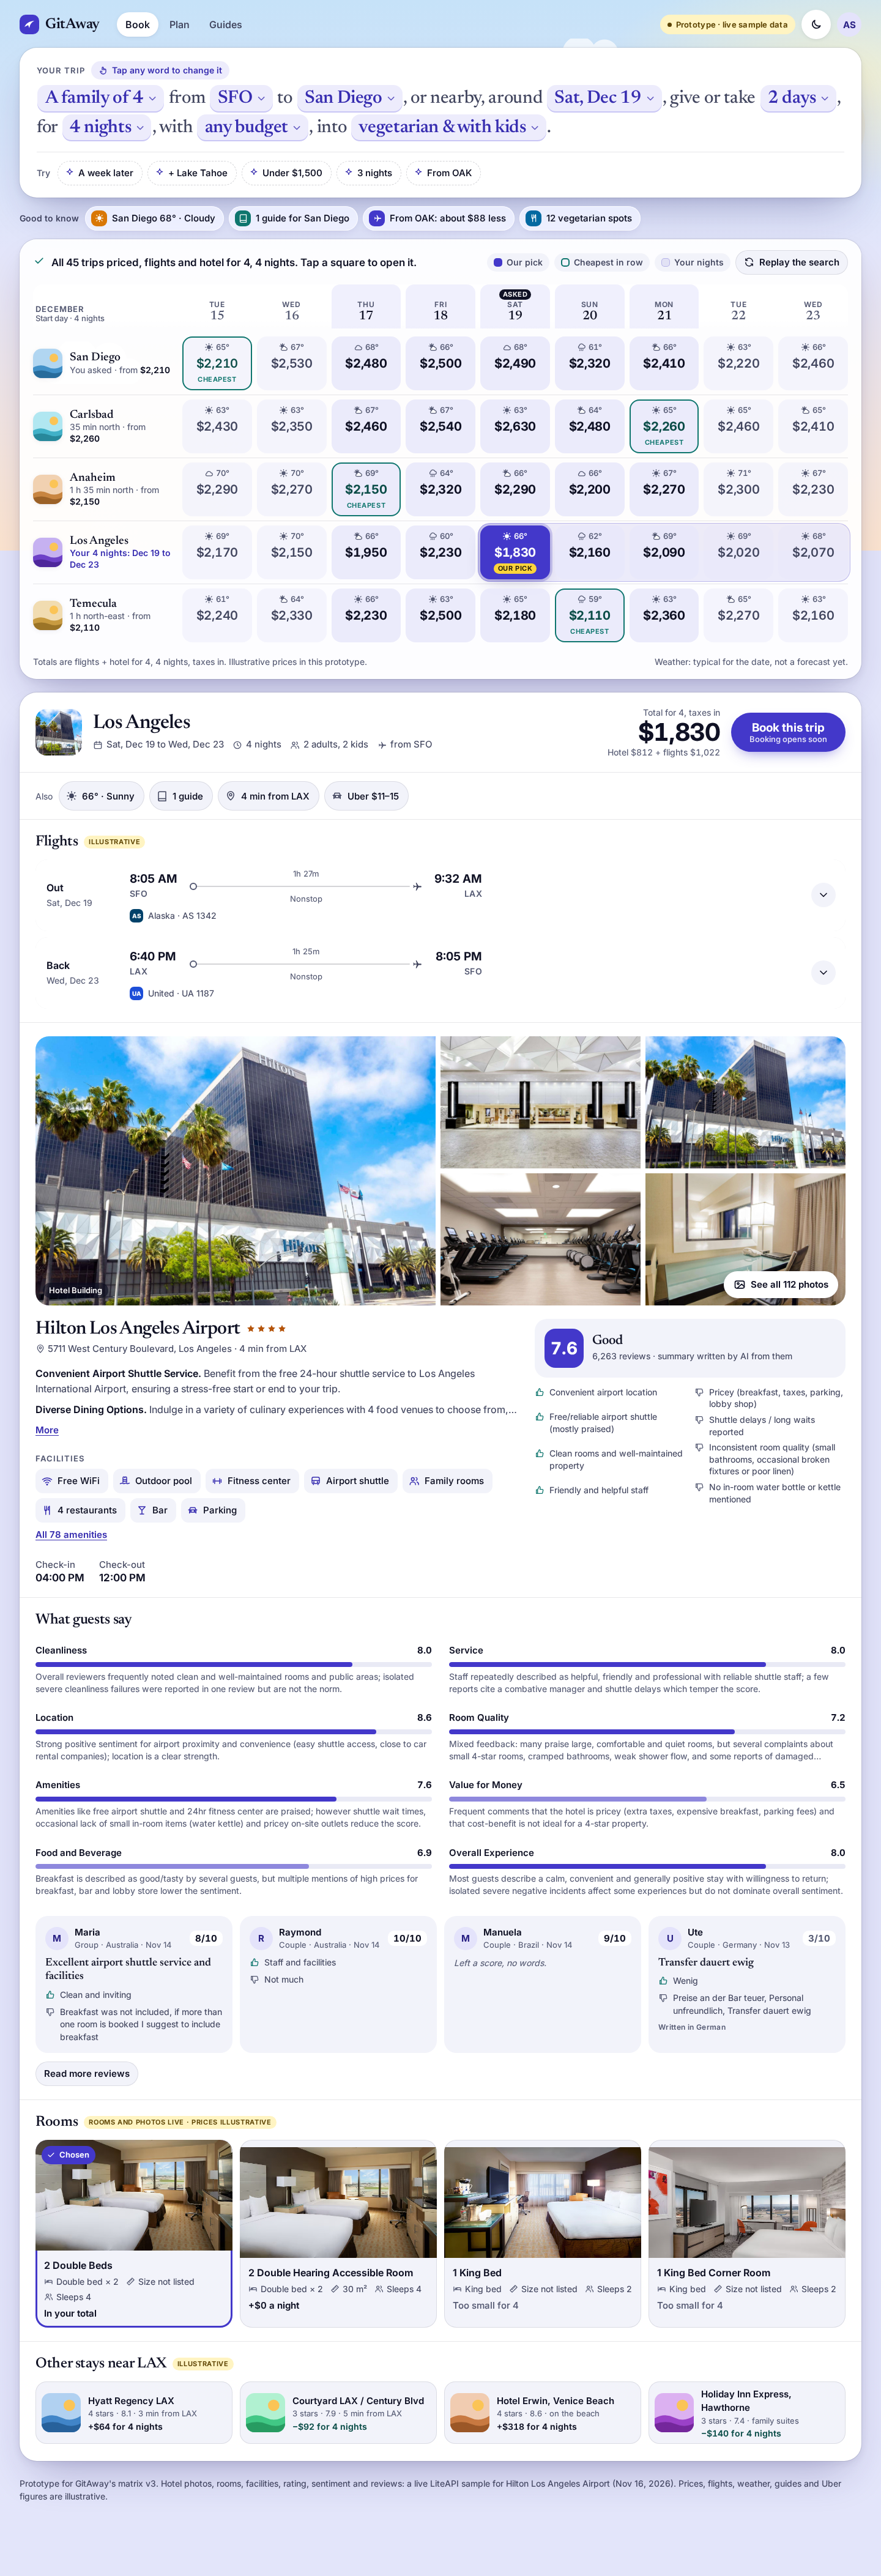 GitAway
Book Plan Guides
Prototype · live sample data
AS
YOUR TRIP Tap any word to change it
A family of 4 from SFO to San Diego, or nearby, around Sat, Dec 19, give or take 2 days,
for 4 nights, with any budget, into vegetarian & with kids.
Try A week later + Lake Tahoe Under $1,500 3 nights From OAK
Good to know San Diego 68° · Cloudy 1 guide for San Diego From OAK: about $88 less 12 vegetarian spots
All 45 trips priced, flights and hotel for 4, 4 nights. Tap a square to open it.
Our pick Cheapest in row Your nights Replay the search
DECEMBER
Start day · 4 nights
ASKED
TUE WED THU FRI SAT SUN MON TUE WED
15 16 17 18 19 20 21 22 23
San Diego
You asked · from $2,210
65° 67° 68° 66° 68° 61° 66° 63° 66°
$2,210 $2,530 $2,480 $2,500 $2,490 $2,320 $2,410 $2,220 $2,460
CHEAPEST
Carlsbad
35 min north · from
$2,260
63° 63° 67° 67° 63° 64° 65° 65° 65°
$2,430 $2,350 $2,460 $2,540 $2,630 $2,480 $2,260 $2,460 $2,410
CHEAPEST
Anaheim
1 h 35 min north · from
$2,150
70° 70° 69° 64° 66° 66° 67° 71° 67°
$2,290 $2,270 $2,150 $2,320 $2,290 $2,200 $2,270 $2,300 $2,230
CHEAPEST
Los Angeles
Your 4 nights: Dec 19 to
Dec 23
69° 70° 66° 60° 66° 62° 69° 69° 68°
$2,170 $2,150 $1,950 $2,230 $1,830 $2,160 $2,090 $2,020 $2,070
OUR PICK
Temecula
1 h north-east · from
$2,110
61° 64° 66° 63° 65° 59° 63° 65° 63°
$2,240 $2,330 $2,230 $2,500 $2,180 $2,110 $2,360 $2,270 $2,160
CHEAPEST
Totals are flights + hotel for 4, 4 nights, taxes in. Illustrative prices in this prototype.
Weather: typical for the date, not a forecast yet.
Los Angeles
Sat, Dec 19 to Wed, Dec 23 4 nights 2 adults, 2 kids from SFO
Total for 4, taxes in
$1,830
Hotel $812 + flights $1,022
Book this trip
Booking opens soon
Also 66° · Sunny 1 guide 4 min from LAX Uber $11–15
Flights ILLUSTRATIVE
Out
Sat, Dec 19
8:05 AM
SFO
1h 27m
Nonstop
9:32 AM
LAX
AS Alaska · AS 1342
Back
Wed, Dec 23
6:40 PM
LAX
1h 25m
Nonstop
8:05 PM
SFO
UA United · UA 1187
Hilton
Hilton
Hotel Building
See all 112 photos
Hilton Los Angeles Airport
5711 West Century Boulevard, Los Angeles · 4 min from LAX
Convenient Airport Shuttle Service. Benefit from the free 24-hour shuttle service to Los Angeles
International Airport, ensuring a stress-free start or end to your trip.
Diverse Dining Options. Indulge in a variety of culinary experiences with 4 food venues to choose from,...
More
FACILITIES
Free WiFi Outdoor pool Fitness center Airport shuttle Family rooms
4 restaurants Bar Parking
All 78 amenities
Check-in Check-out
04:00 PM 12:00 PM
7.6 Good
6,263 reviews · summary written by AI from them
Convenient airport location
Free/reliable airport shuttle
(mostly praised)
Clean rooms and well-maintained
property
Friendly and helpful staff
Pricey (breakfast, taxes, parking,
lobby shop)
Shuttle delays / long waits
reported
Inconsistent room quality (small
bathrooms, occasional broken
fixtures or poor linen)
No in-room water bottle or kettle
mentioned
What guests say
Cleanliness 8.0
Overall reviewers frequently noted clean and well-maintained rooms and public areas; isolated
severe cleanliness failures were reported in one review but are not the norm.
Service 8.0
Staff repeatedly described as helpful, friendly and professional with reliable shuttle staff; a few
reports cite a combative manager and shuttle delays which temper the score.
Location 8.6
Strong positive sentiment for airport proximity and convenience (easy shuttle access, close to car
rental companies); location is a clear strength.
Room Quality 7.2
Mixed feedback: many praise large, comfortable and quiet rooms, but several complaints about
small 4-star rooms, cramped bathrooms, weak shower flow, and some reports of damaged...
Amenities 7.6
Amenities like free airport shuttle and 24hr fitness center are praised; however shuttle wait times,
occasional lack of small in-room items (water kettle) and pricey on-site outlets reduce the score.
Value for Money 6.5
Frequent comments that the hotel is pricey (extra taxes, expensive breakfast, parking fees) and
that cost-benefit is not ideal for a 4-star property.
Food and Beverage 6.9
Breakfast is described as good/tasty by several guests, but multiple mentions of high prices for
breakfast, bar and lobby store lower the sentiment.
Overall Experience 8.0
Most guests describe a calm, convenient and generally positive stay with willingness to return;
isolated severe negative incidents affect some experiences but do not dominate overall sentiment.
M Maria 8/10
Group · Australia · Nov 14
Excellent airport shuttle service and
facilities
Clean and inviting
Breakfast was not included, if more than
one room is booked I suggest to include
breakfast
R Raymond 10/10
Couple · Australia · Nov 14
Staff and facilities
Not much
M Manuela 9/10
Couple · Brazil · Nov 14
Left a score, no words.
U Ute 3/10
Couple · Germany · Nov 13
Transfer dauert ewig
Wenig
Preise an der Bar teuer, Personal
unfreundlich, Transfer dauert ewig
Written in German
Read more reviews
Rooms ROOMS AND PHOTOS LIVE · PRICES ILLUSTRATIVE
Chosen
2 Double Beds
Double bed × 2 Size not listed
Sleeps 4
In your total
2 Double Hearing Accessible Room
Double bed × 2 30 m² Sleeps 4
+$0 a night
1 King Bed
King bed Size not listed Sleeps 2
Too small for 4
1 King Bed Corner Room
King bed Size not listed Sleeps 2
Too small for 4
Other stays near LAX ILLUSTRATIVE
Hyatt Regency LAX
4 stars · 8.1 · 3 min from LAX
+$64 for 4 nights
Courtyard LAX / Century Blvd
3 stars · 7.9 · 5 min from LAX
−$92 for 4 nights
Hotel Erwin, Venice Beach
4 stars · 8.6 · on the beach
+$318 for 4 nights
Holiday Inn Express,
Hawthorne
3 stars · 7.4 · family suites
−$140 for 4 nights
Prototype for GitAway's matrix v3. Hotel photos, rooms, facilities, rating, sentiment and reviews: a live LiteAPI sample for Hilton Los Angeles Airport (Nov 16, 2026). Prices, flights, weather, guides and Uber
figures are illustrative.